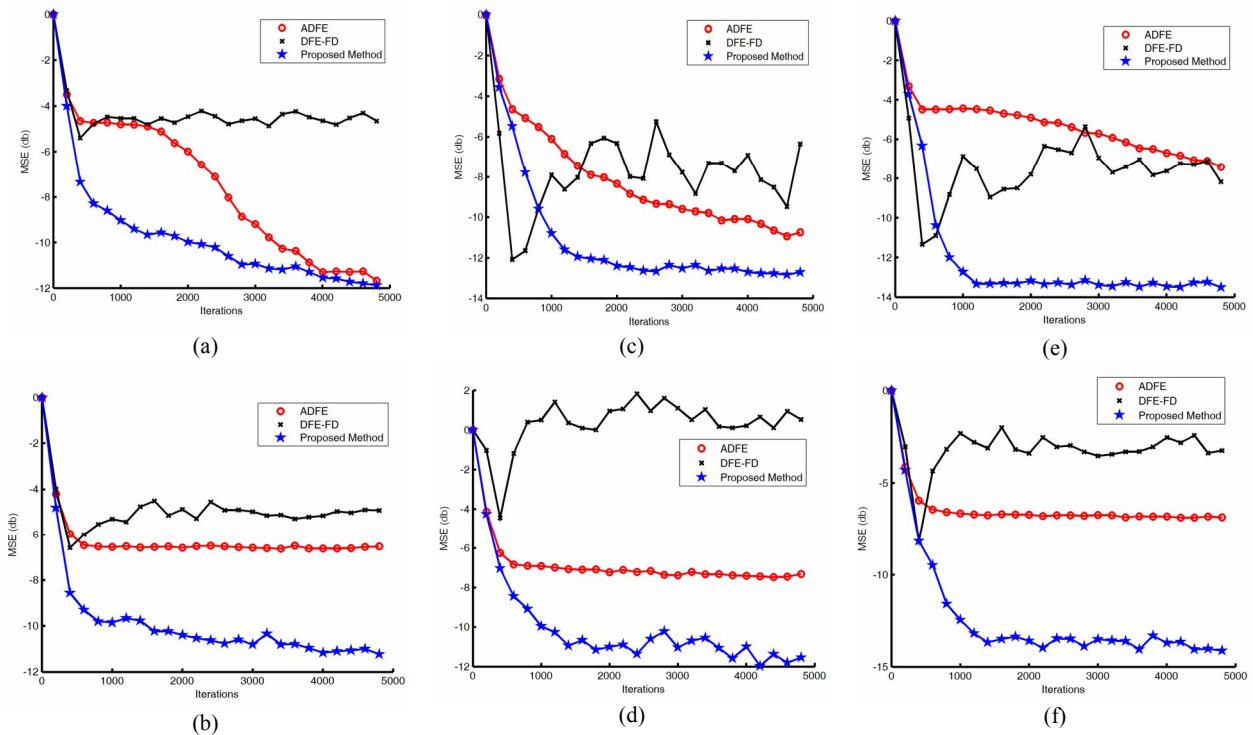 0
-2
-4
-6
-8
-10
-12
MSE (db)
0 1000 2000 3000 4000 5000
Iterations
ADFE
DFE-FD
Proposed Method
(a)
0
-2
-4
-6
-8
-10
-12
-14
MSE (db)
0 1000 2000 3000 4000 5000
Iterations
ADFE
DFE-FD
Proposed Method
(c)
0
-2
-4
-6
-8
-10
-12
-14
MSE (db)
0 1000 2000 3000 4000 5000
Iterations
ADFE
DFE-FD
Proposed Method
(e)
0
-2
-4
-6
-8
-10
-12
MSE (db)
0 1000 2000 3000 4000 5000
Iterations
ADFE
DFE-FD
Proposed Method
(b)
2
0
-2
-4
-6
-8
-10
-12
MSE (db)
0 1000 2000 3000 4000 5000
Iterations
ADFE
DFE-FD
Proposed Method
(d)
0
-5
-10
-15
MSE (db)
0 1000 2000 3000 4000 5000
Iterations
ADFE
DFE-FD
Proposed Method
(f)